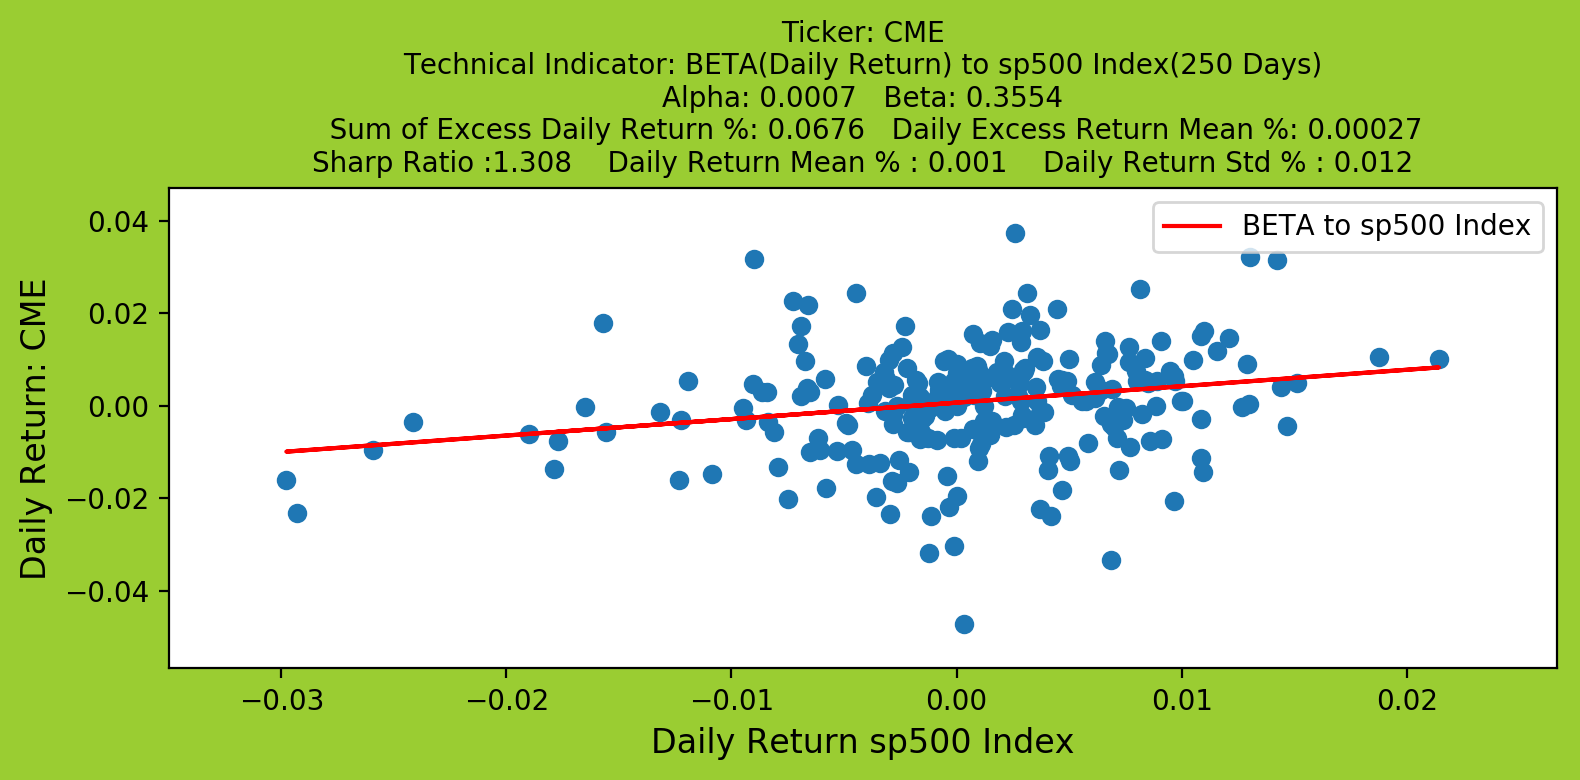 Ticker: CME
Technical Indicator: BETA(Daily Return) to sp500 Index(250 Days)
Alpha: 0.0007 Beta: 0.3554
Sum of Excess Daily Return %: 0.0676 Daily Excess Return Mean %: 0.00027
Sharp Ratio :1.308 Daily Return Mean % : 0.001 Daily Return Std % : 0.012
BETA to sp500 Index
Daily Return: CME
0.04
0.02
0.00
−0.02
−0.04
−0.03 −0.02 −0.01 0.00 0.01 0.02
Daily Return sp500 Index